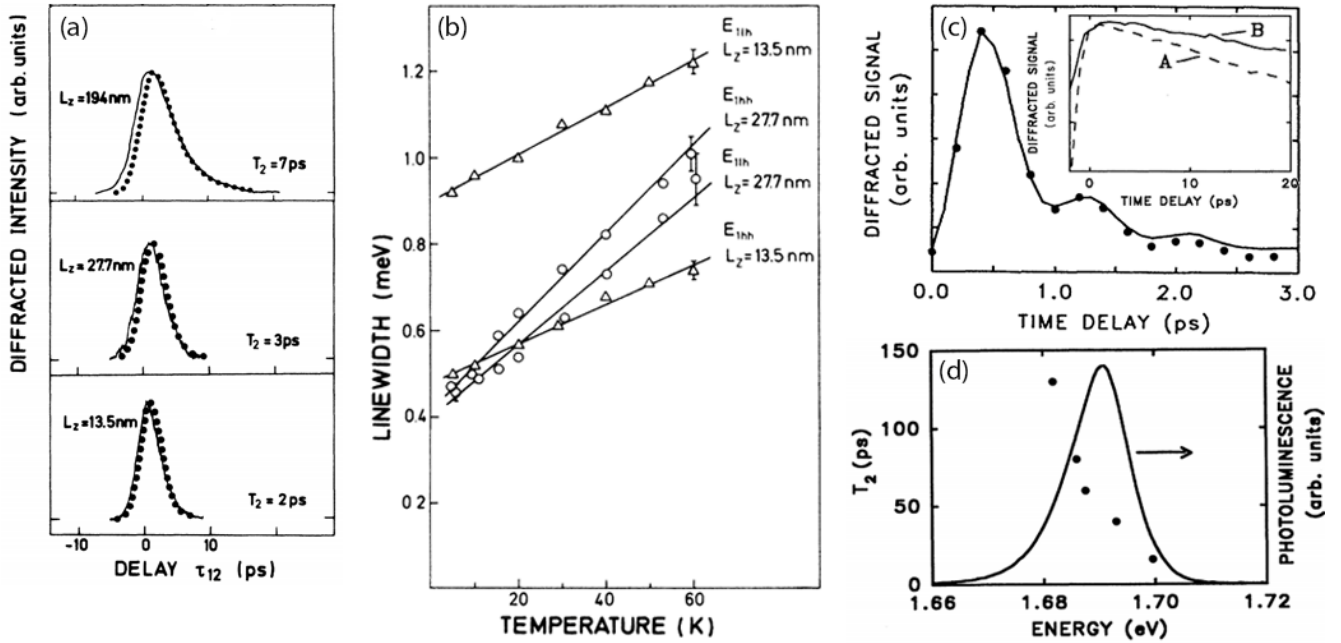 (a)
DIFFRACTED INTENSITY (arb. units)
L_z = 194 nm
T_2 = 7 ps
L_z = 27.7 nm
T_2 = 3 ps
L_z = 13.5 nm
T_2 = 2 ps
-10 0 10
DELAY τ_12 (ps)
(b)
LINEWIDTH (meV)
1.2
1.0
0.8
0.6
0.4
0.2
E_1lh
L_z = 13.5 nm
E_1hh
L_z = 27.7 nm
E_1lh
L_z = 27.7 nm
E_1hh
L_z = 13.5 nm
20 40 60
TEMPERATURE (K)
(c)
DIFFRACTED SIGNAL
(arb. units)
DIFFRACTED SIGNAL
(arb. units)
B
A
0 10 20
TIME DELAY (ps)
0.0 1.0 2.0 3.0
TIME DELAY (ps)
(d)
T_2 (ps)
150
100
50
0
PHOTOLUMINESCENCE
(arb. units)
1.66 1.68 1.70 1.72
ENERGY (eV)